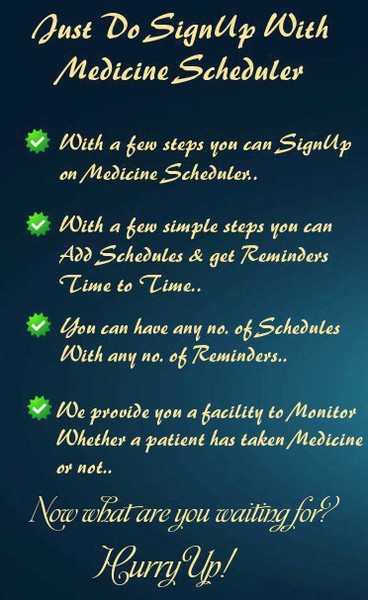 Just Do SignUp With
Medicine Scheduler
With a few steps you can SignUp
on Medicine Scheduler..
With a few simple steps you can
Add Schedules & get Reminders
Time to Time..
You can have any no. of Schedules
With any no. of Reminders..
We provide you a facility to Monitor
Whether a patient has taken Medicine
or not..
Now what are you waiting for?
Hurry Up!